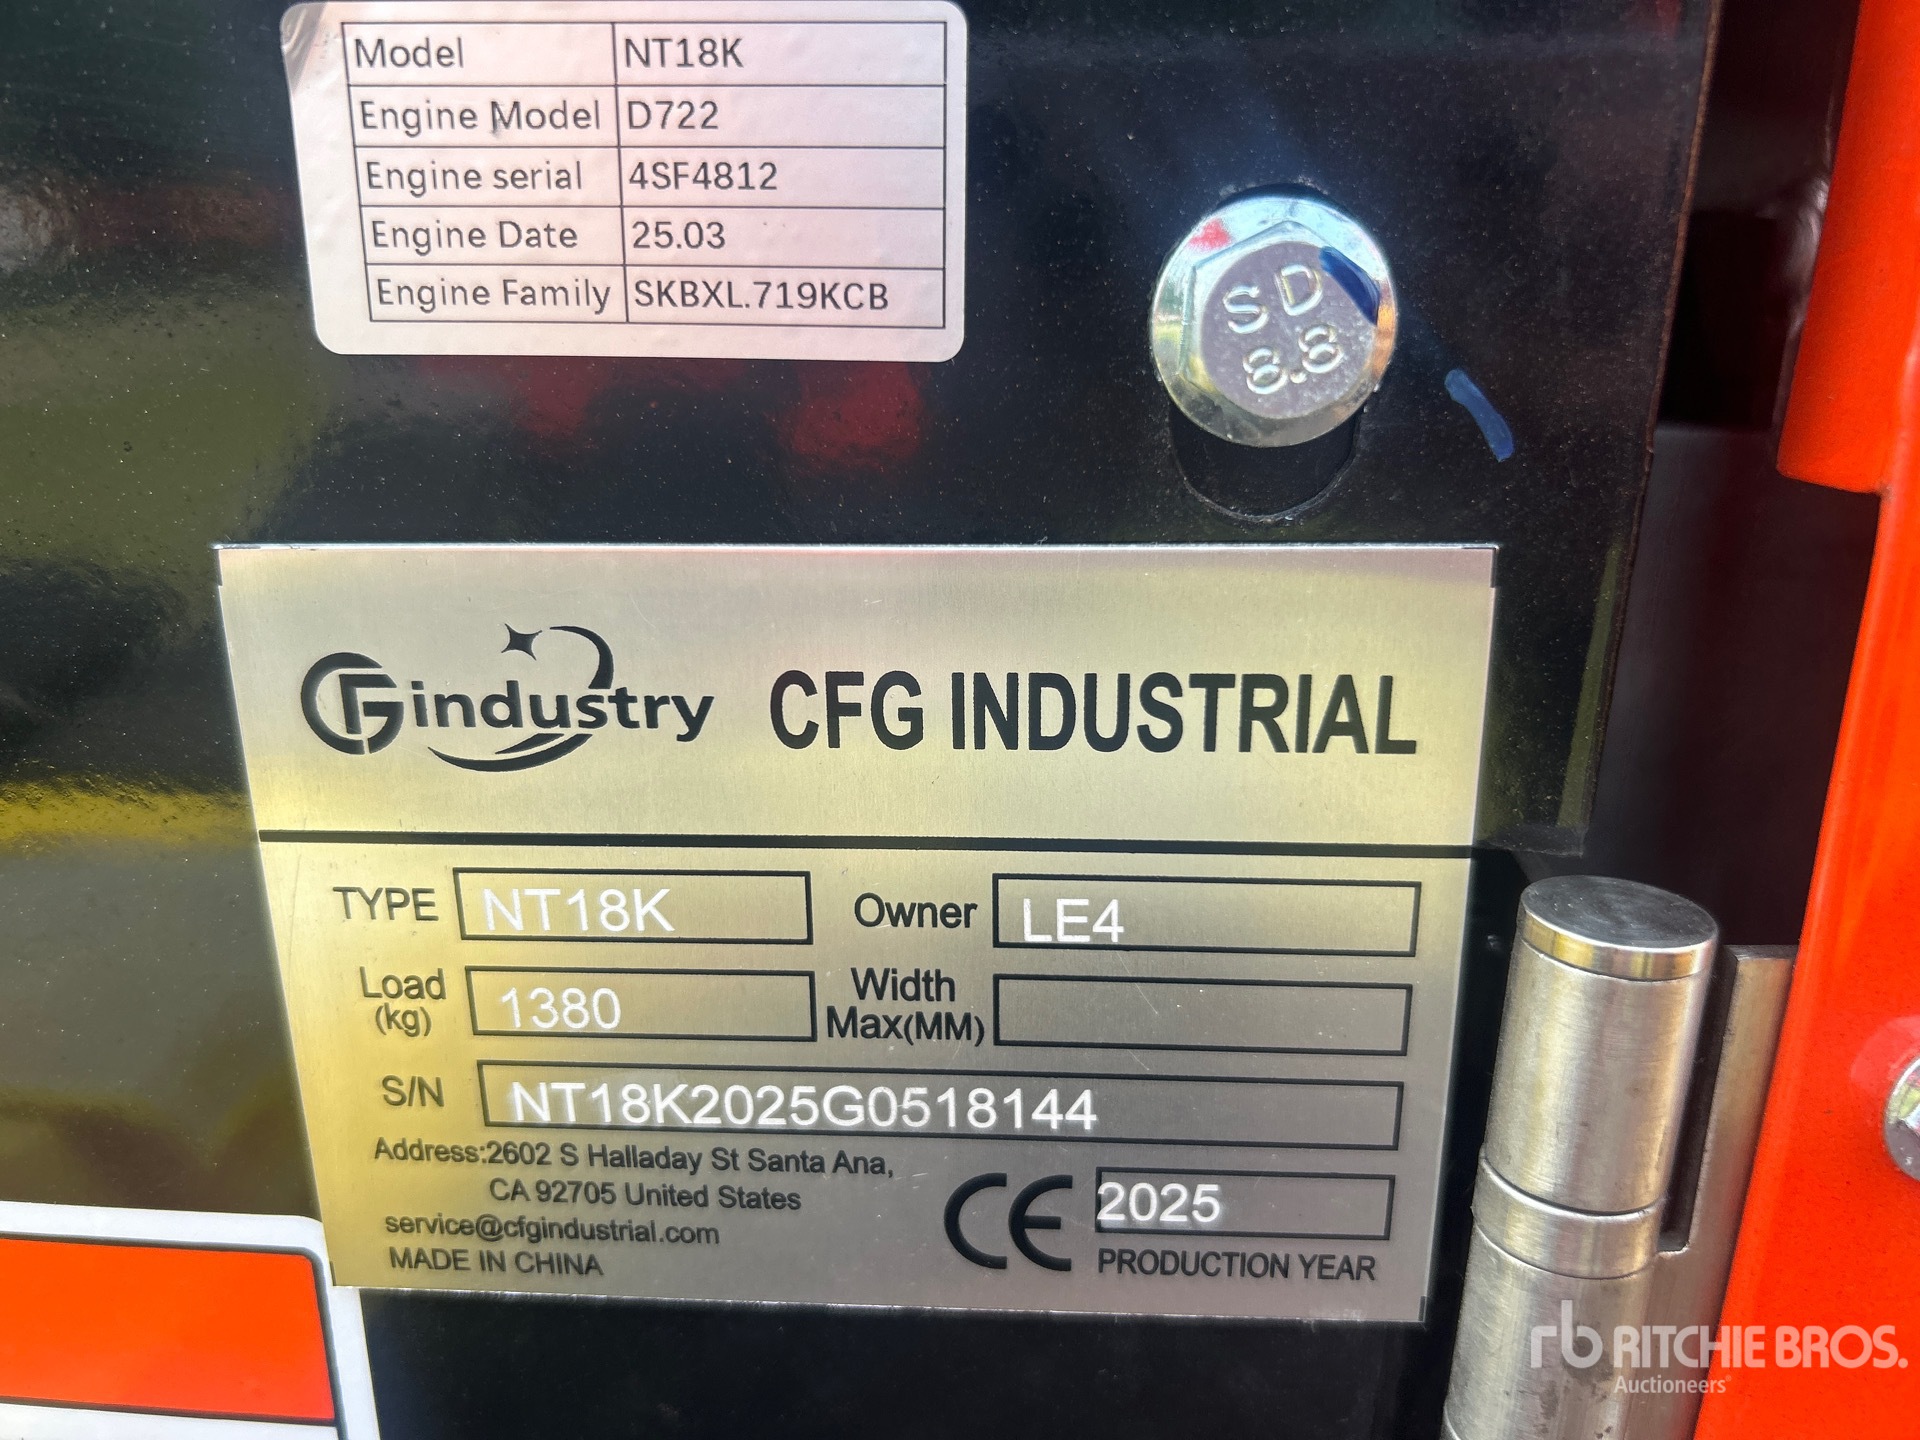 Model NT18K
Engine Model D722
Engine serial 4SF4812
Engine Date 25.03
Engine Family SKBXL.719KCB
S D
8.8
GFindustry CFG INDUSTRIAL
TYPE NT18K Owner LE4
Load (kg) 1380 Width Max(MM)
S/N NT18K2025G0518144
Address:2602 S Halladay St Santa Ana,
CA 92705 United States
service@cfgindustrial.com
MADE IN CHINA
CE 2025
PRODUCTION YEAR
rb RITCHIE BROS.
Auctioneers